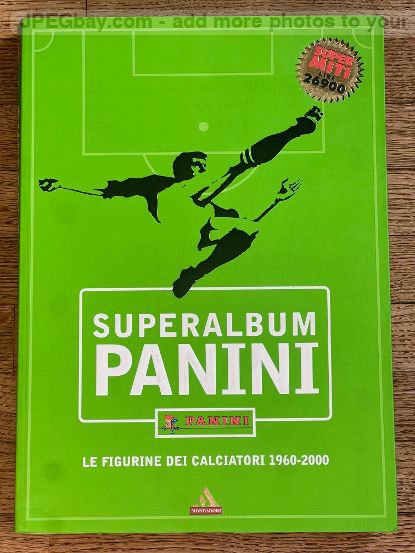 JPEGbay.com - add more photos to your
SUPER
MITI
26900
SUPERALBUM
PANINI
PANINI
LE FIGURINE DEI CALCIATORI 1960-2000
MONDADORI